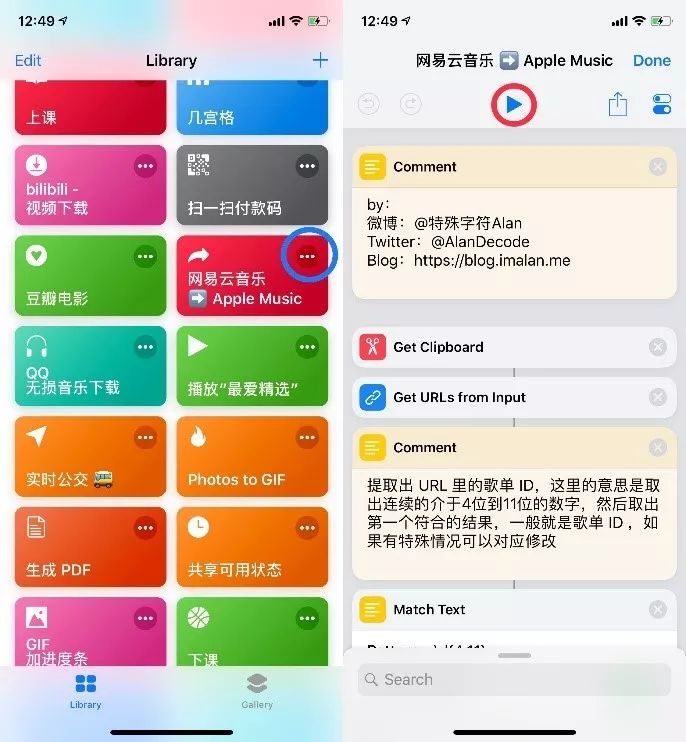 12:49
Edit
Library
上课
几宫格
bilibili -
视频下载
扫一扫付款码
豆瓣电影
网易云音乐
➡️ Apple Music
QQ
无损音乐下载
播放“最爱精选”
实时公交 🚌
Photos to GIF
生成 PDF
共享可用状态
GIF
加进度条
下课
Library
Gallery
12:49
网易云音乐 ➡️ Apple Music
Done
Comment
by:
微博：@特殊字符Alan
Twitter：@AlanDecode
Blog：https://blog.imalan.me
Get Clipboard
Get URLs from Input
Comment
提取出 URL 里的歌单 ID，这里的意思是取
出连续的介于4位到11位的数字，然后取出
第一个符合的结果，一般就是歌单 ID ，如
果有特殊情况可以对应修改
Match Text
Search